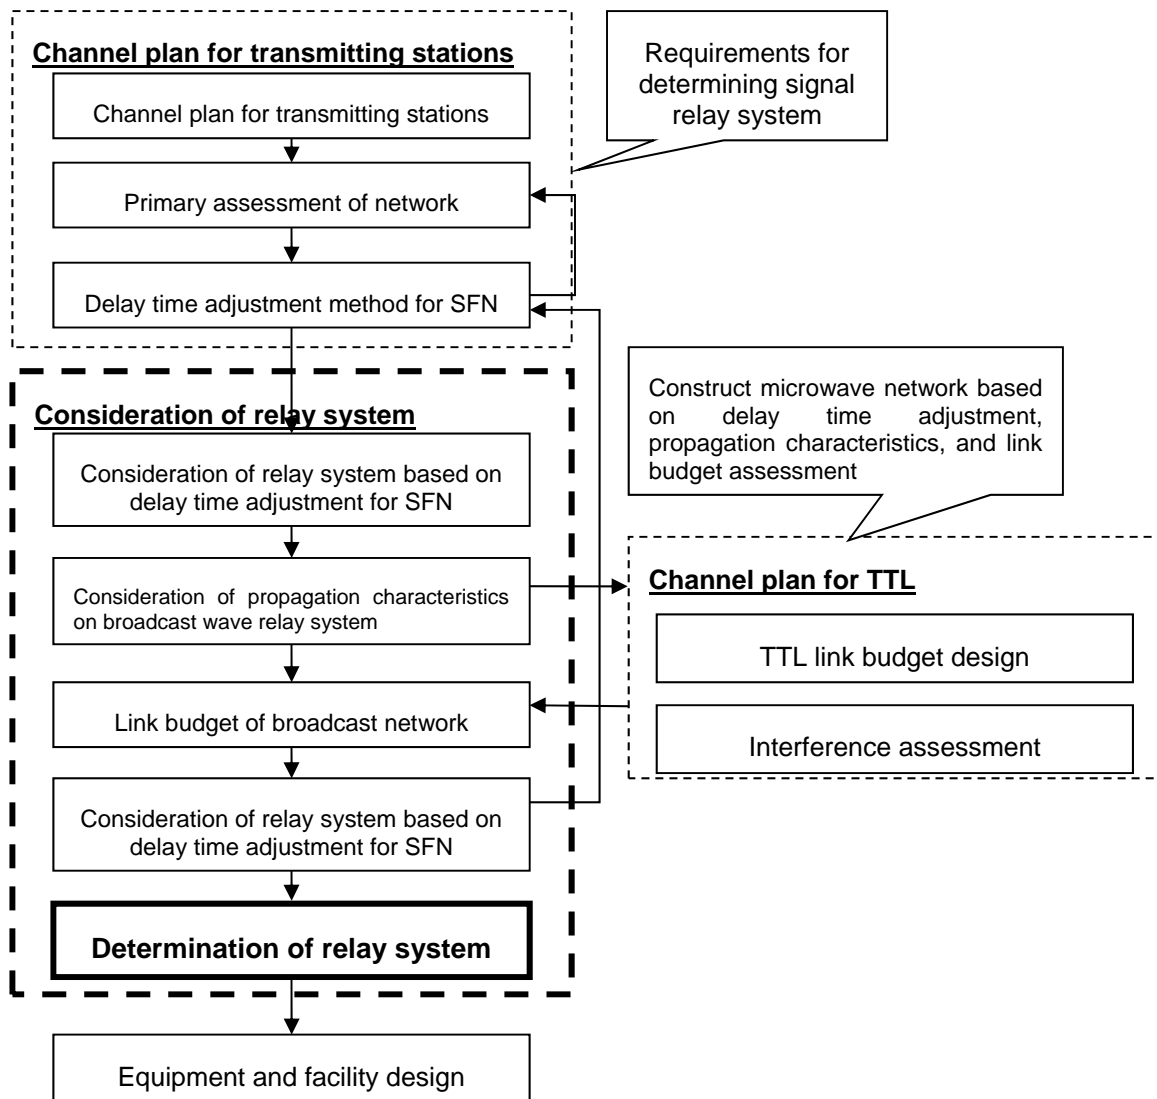 Channel plan for transmitting stations
Channel plan for transmitting stations
Primary assessment of network
Delay time adjustment method for SFN
Requirements for
determining signal
relay system
Consideration of relay system
Consideration of relay system based on
delay time adjustment for SFN
Consideration of propagation characteristics
on broadcast wave relay system
Link budget of broadcast network
Consideration of relay system based on
delay time adjustment for SFN
Determination of relay system
Construct microwave network based
on delay time adjustment,
propagation characteristics, and link
budget assessment
Channel plan for TTL
TTL link budget design
Interference assessment
Equipment and facility design